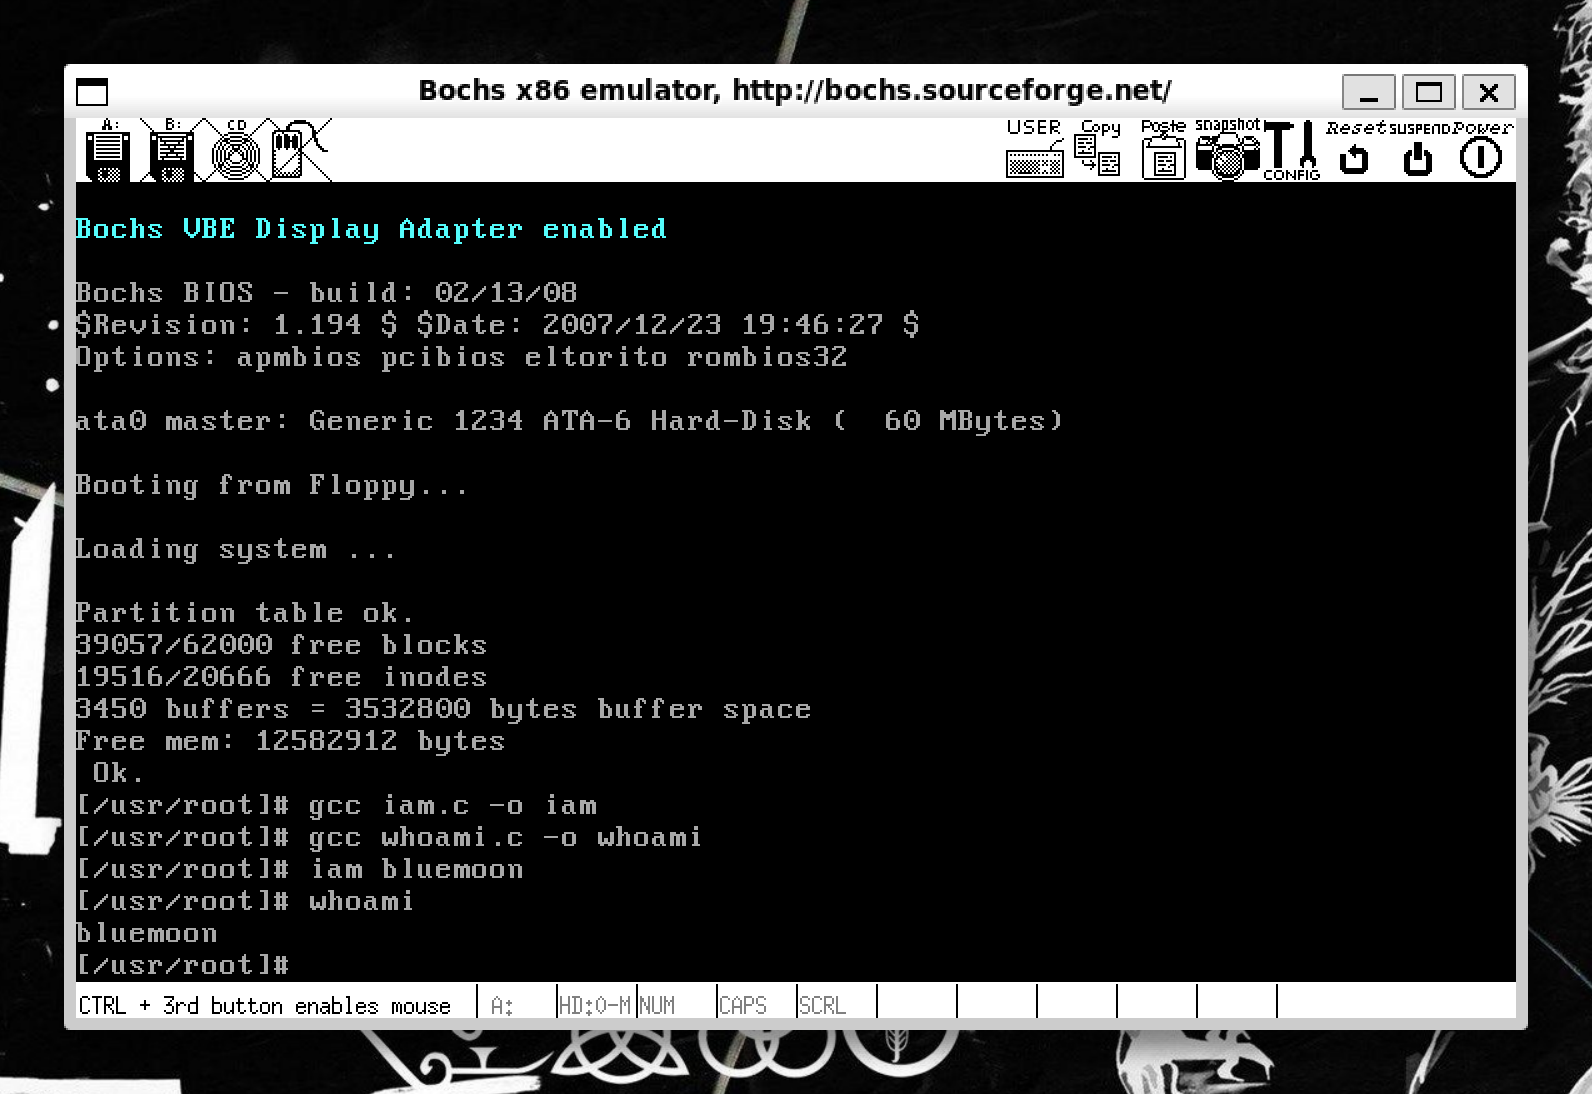 Bochs x86 emulator, http://bochs.sourceforge.net/
A: B: CD USER Copy Paste snapshot CONFIG Reset SUSPEND Power
Bochs VBE Display Adapter enabled
Bochs BIOS - build: 02/13/08
$Revision: 1.194 $ $Date: 2007/12/23 19:46:27 $
Options: apmbios pcibios eltorito rombios32
ata0 master: Generic 1234 ATA-6 Hard-Disk (  60 MBytes)
Booting from Floppy...
Loading system ...
Partition table ok.
39057/62000 free blocks
19516/20666 free inodes
3450 buffers = 3532800 bytes buffer space
Free mem: 12582912 bytes
 Ok.
[/usr/root]# gcc iam.c -o iam
[/usr/root]# gcc whoami.c -o whoami
[/usr/root]# iam bluemoon
[/usr/root]# whoami
bluemoon
[/usr/root]#
CTRL + 3rd button enables mouse A: HD:0-M NUM CAPS SCRL